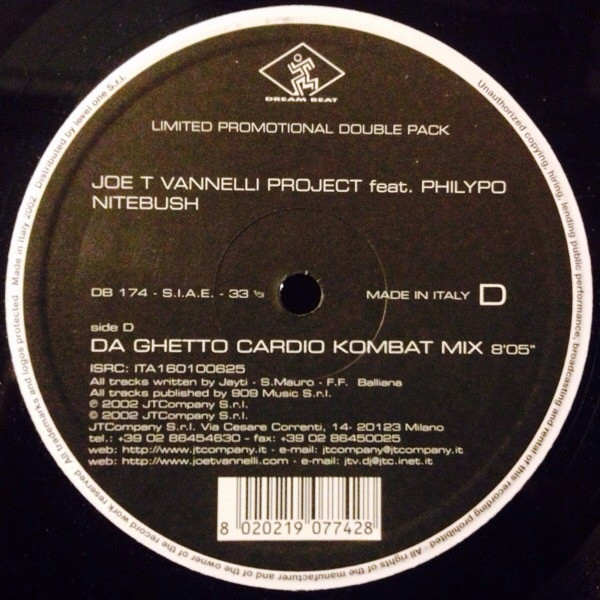 DREAM BEAT
LIMITED PROMOTIONAL DOUBLE PACK
JOE T VANNELLI PROJECT feat. PHILYPO
NITEBUSH
DB 174 - S.I.A.E. - 33 ⅓
MADE IN ITALY D
side D
DA GHETTO CARDIO KOMBAT MIX 8'05"
ISRC: ITA160100625
All tracks written by Jayti - S.Mauro - F.F. Balliana
All tracks published by 909 Music S.r.l.
℗ 2002 JTCompany S.r.l.
© 2002 JTCompany S.r.l.
JTCompany S.r.l. Via Cesare Correnti, 14- 20123 Milano
tel.: +39 02 86454630 - fax: +39 02 86450025
web: http://www.jtcompany.it - e-mail: jtcompany@jtcompany.it
web: http://www.joetvannelli.com - e-mail: jtv.dj@jtc.inet.it
8 020219 077428
Unauthorized copying, hiring, lending public performance, broadcasting and rental of this recording prohibited
All rights of the manufacturer and of the owner of the record work reserved
All trademarks and logos protected
Made in italy 2002
Distributed by level one S.r.l.